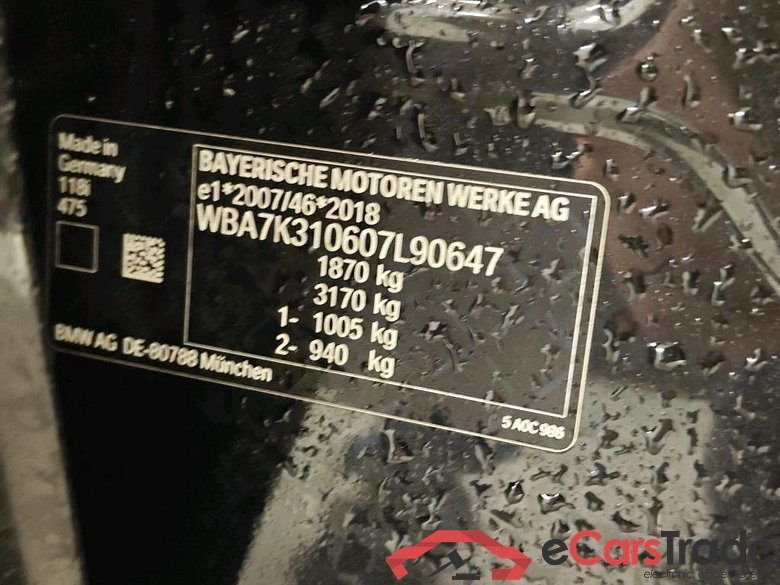 Made in
Germany
118i
475
BAYERISCHE MOTOREN WERKE AG
e1*2007/46*2018
WBA7K310607L90647
1870 kg
3170 kg
1- 1005 kg
2- 940 kg
BMW AG DE-80788 München
5 A0C 986
eCarsTrade